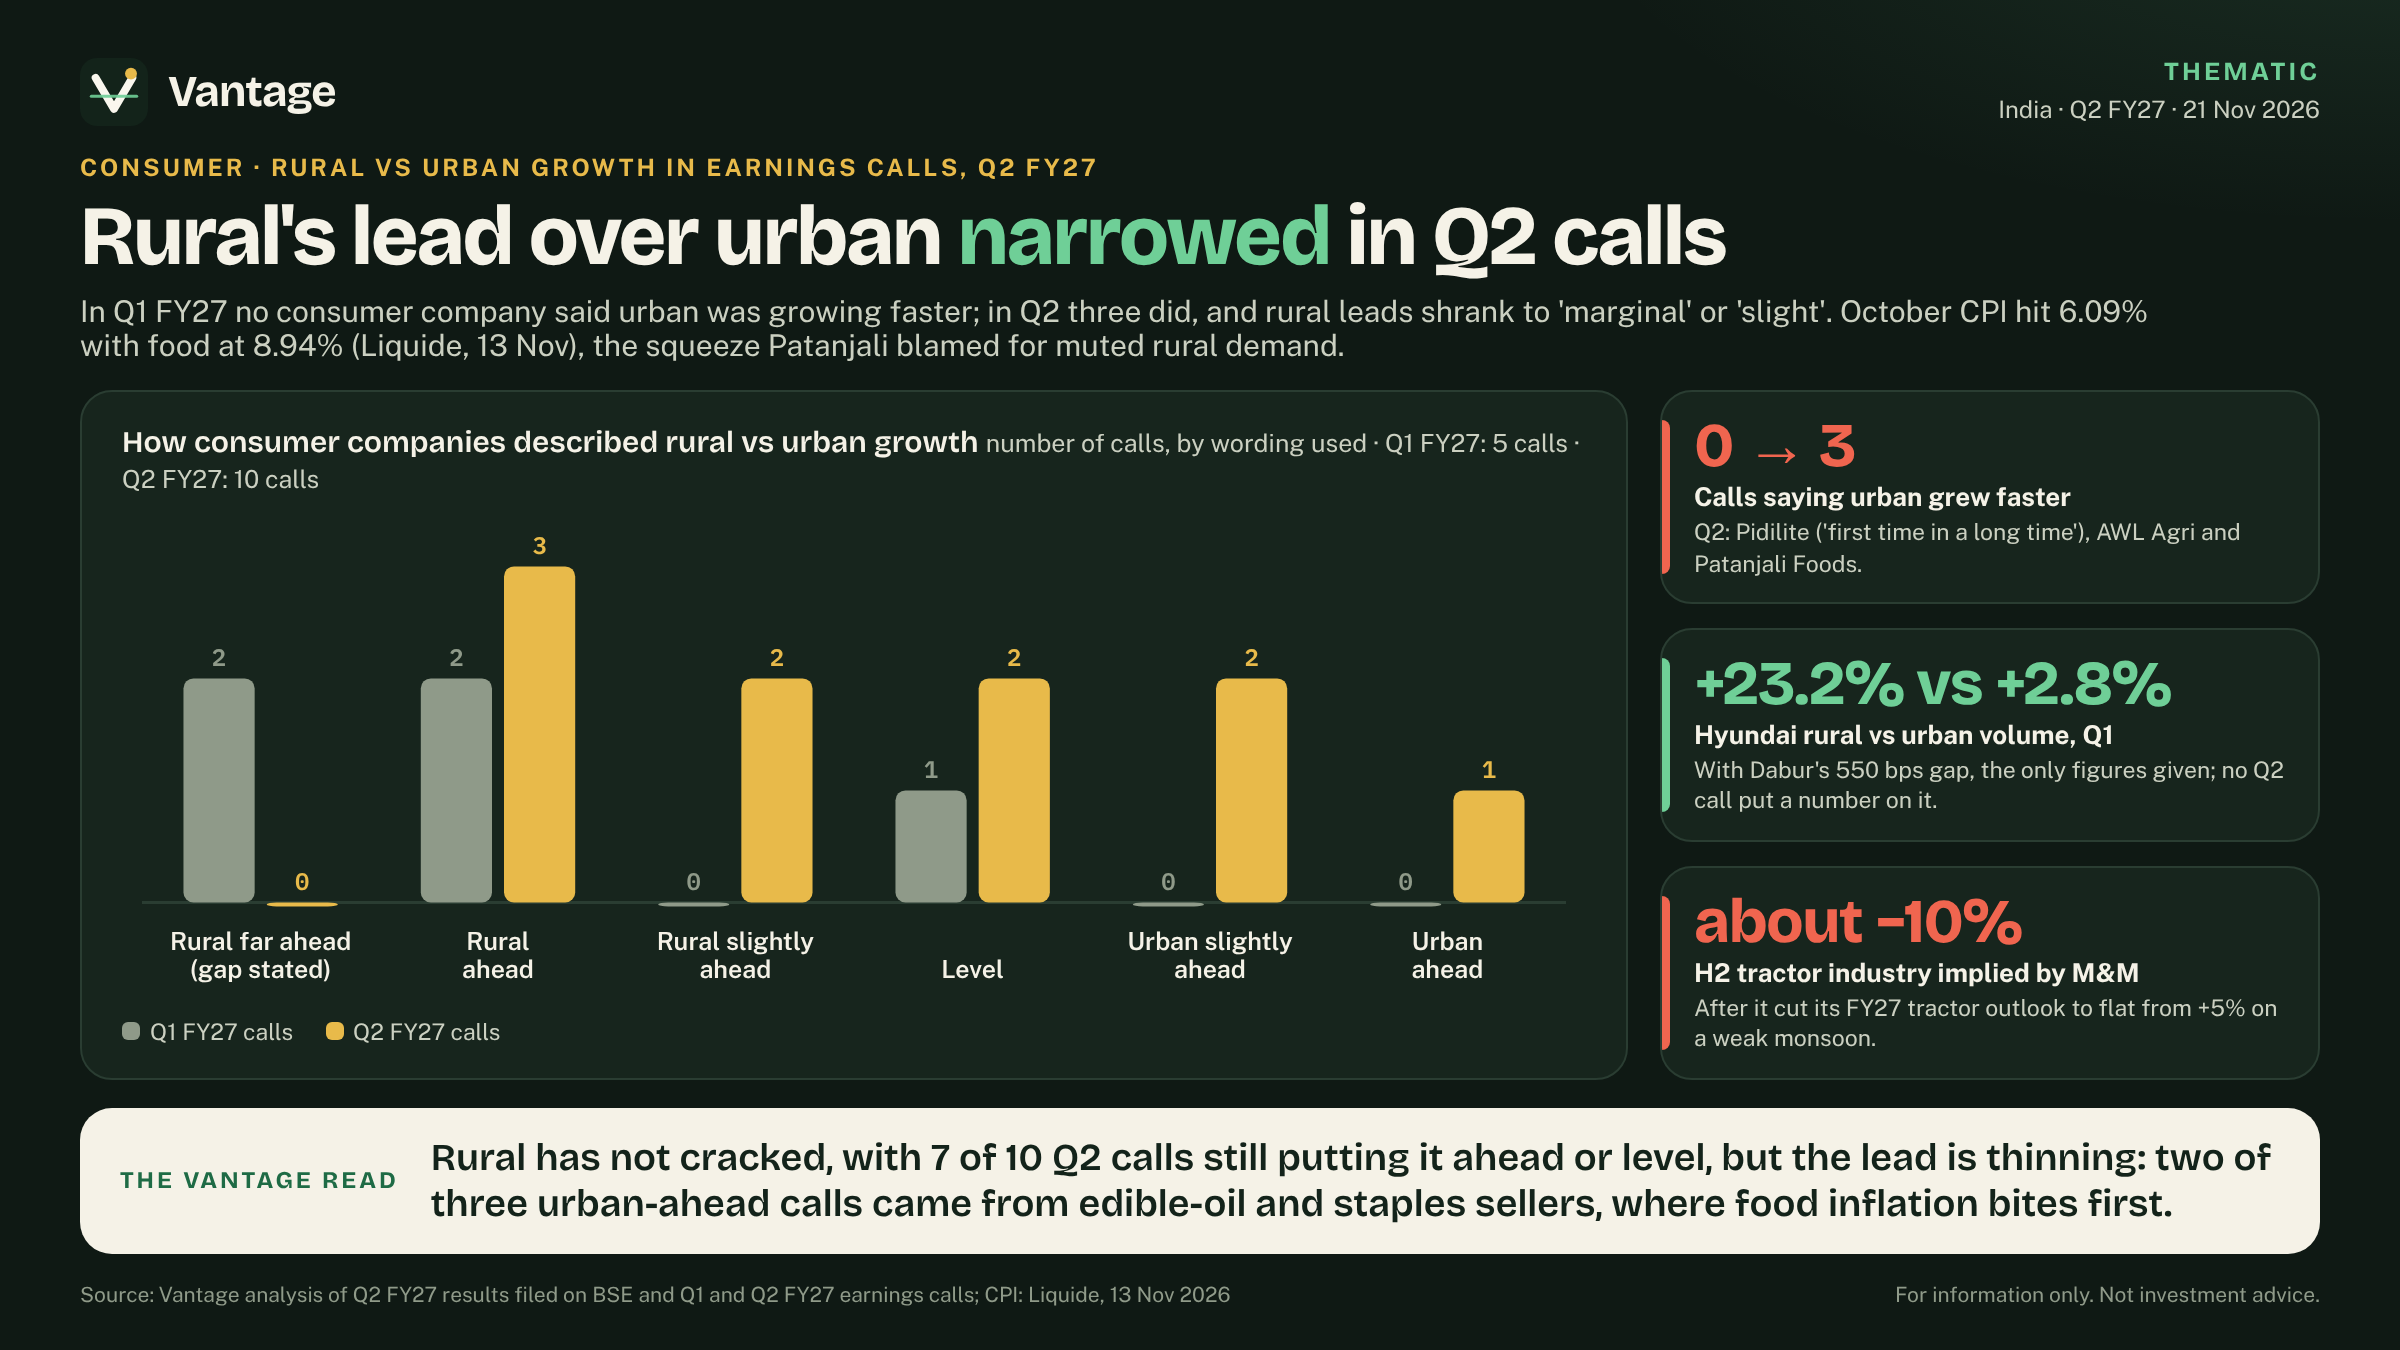 Vantage
THEMATIC
India · Q2 FY27 · 21 Nov 2026
CONSUMER · RURAL VS URBAN GROWTH IN EARNINGS CALLS, Q2 FY27
Rural's lead over urban narrowed in Q2 calls
In Q1 FY27 no consumer company said urban was growing faster; in Q2 three did, and rural leads shrank to 'marginal' or 'slight'. October CPI hit 6.09%
with food at 8.94% (Liquide, 13 Nov), the squeeze Patanjali blamed for muted rural demand.
How consumer companies described rural vs urban growth number of calls, by wording used · Q1 FY27: 5 calls ·
Q2 FY27: 10 calls
2
0
2
3
0
2
1
2
0
2
0
1
Rural far ahead
(gap stated)
Rural
ahead
Rural slightly
ahead
Level
Urban slightly
ahead
Urban
ahead
Q1 FY27 calls
Q2 FY27 calls
0 → 3
Calls saying urban grew faster
Q2: Pidilite ('first time in a long time'), AWL Agri and
Patanjali Foods.
+23.2% vs +2.8%
Hyundai rural vs urban volume, Q1
With Dabur's 550 bps gap, the only figures given; no Q2
call put a number on it.
about −10%
H2 tractor industry implied by M&M
After it cut its FY27 tractor outlook to flat from +5% on
a weak monsoon.
THE VANTAGE READ
Rural has not cracked, with 7 of 10 Q2 calls still putting it ahead or level, but the lead is thinning: two of
three urban-ahead calls came from edible-oil and staples sellers, where food inflation bites first.
Source: Vantage analysis of Q2 FY27 results filed on BSE and Q1 and Q2 FY27 earnings calls; CPI: Liquide, 13 Nov 2026
For information only. Not investment advice.